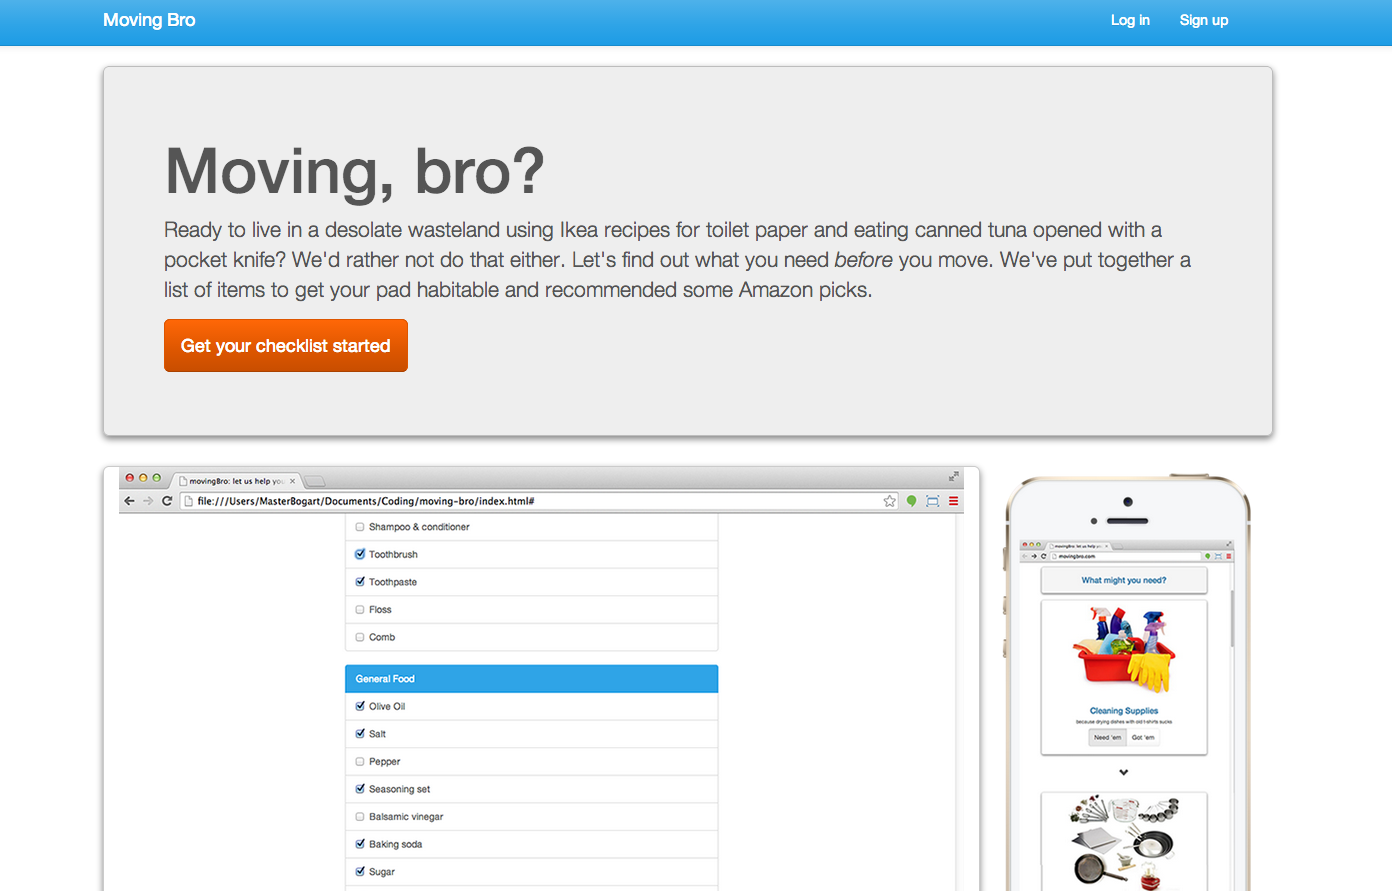 Moving Bro
Log in
Sign up
Moving, bro?
Ready to live in a desolate wasteland using Ikea recipes for toilet paper and eating canned tuna opened with a
pocket knife? We'd rather not do that either. Let's find out what you need before you move. We've put together a
list of items to get your pad habitable and recommended some Amazon picks.
Get your checklist started
movingBro: let us help you
file:///Users/MasterBogart/Documents/Coding/moving-bro/index.html#
Shampoo & conditioner
Toothbrush
Toothpaste
Floss
Comb
General Food
Olive Oil
Salt
Pepper
Seasoning set
Balsamic vinegar
Baking soda
Sugar
movingBro: let us help you
movingbro.com
What might you need?
Cleaning Supplies
because drying dishes with old t-shirts sucks
Need 'em
Got 'em